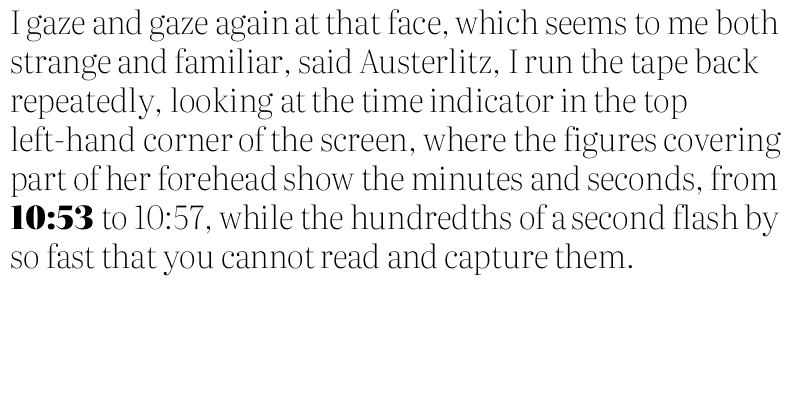 I gaze and gaze again at that face, which seems to me both
strange and familiar, said Austerlitz, I run the tape back
repeatedly, looking at the time indicator in the top
left-hand corner of the screen, where the figures covering
part of her forehead show the minutes and seconds, from
10:53 to 10:57, while the hundredths of a second flash by
so fast that you cannot read and capture them.